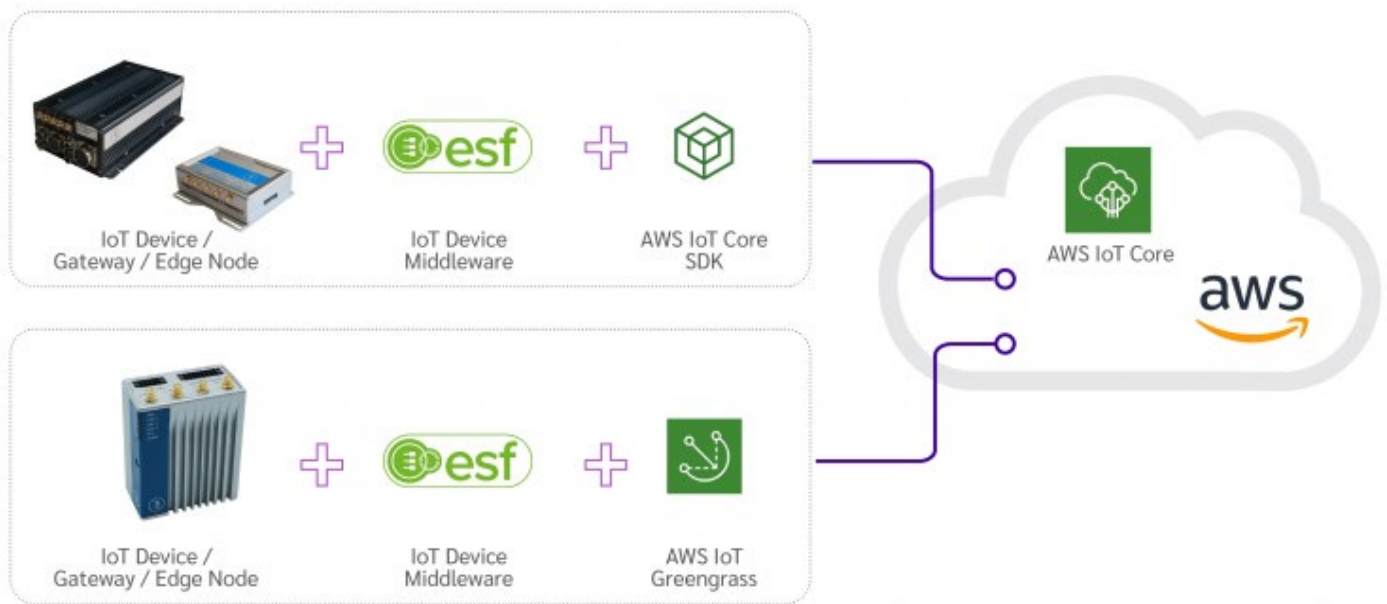 esf
IoT Device /
Gateway / Edge Node
IoT Device
Middleware
AWS IoT Core
SDK
AWS IoT Core
aws
esf
IoT Device /
Gateway / Edge Node
IoT Device
Middleware
AWS IoT
Greengrass